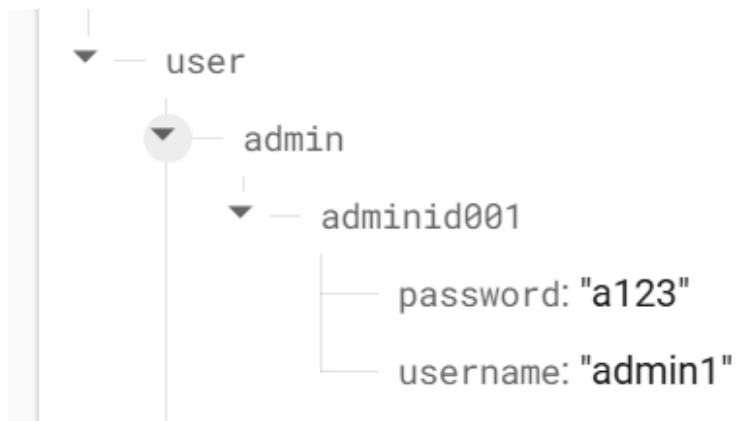 user
admin
adminid001
password: "a123"
username: "admin1"